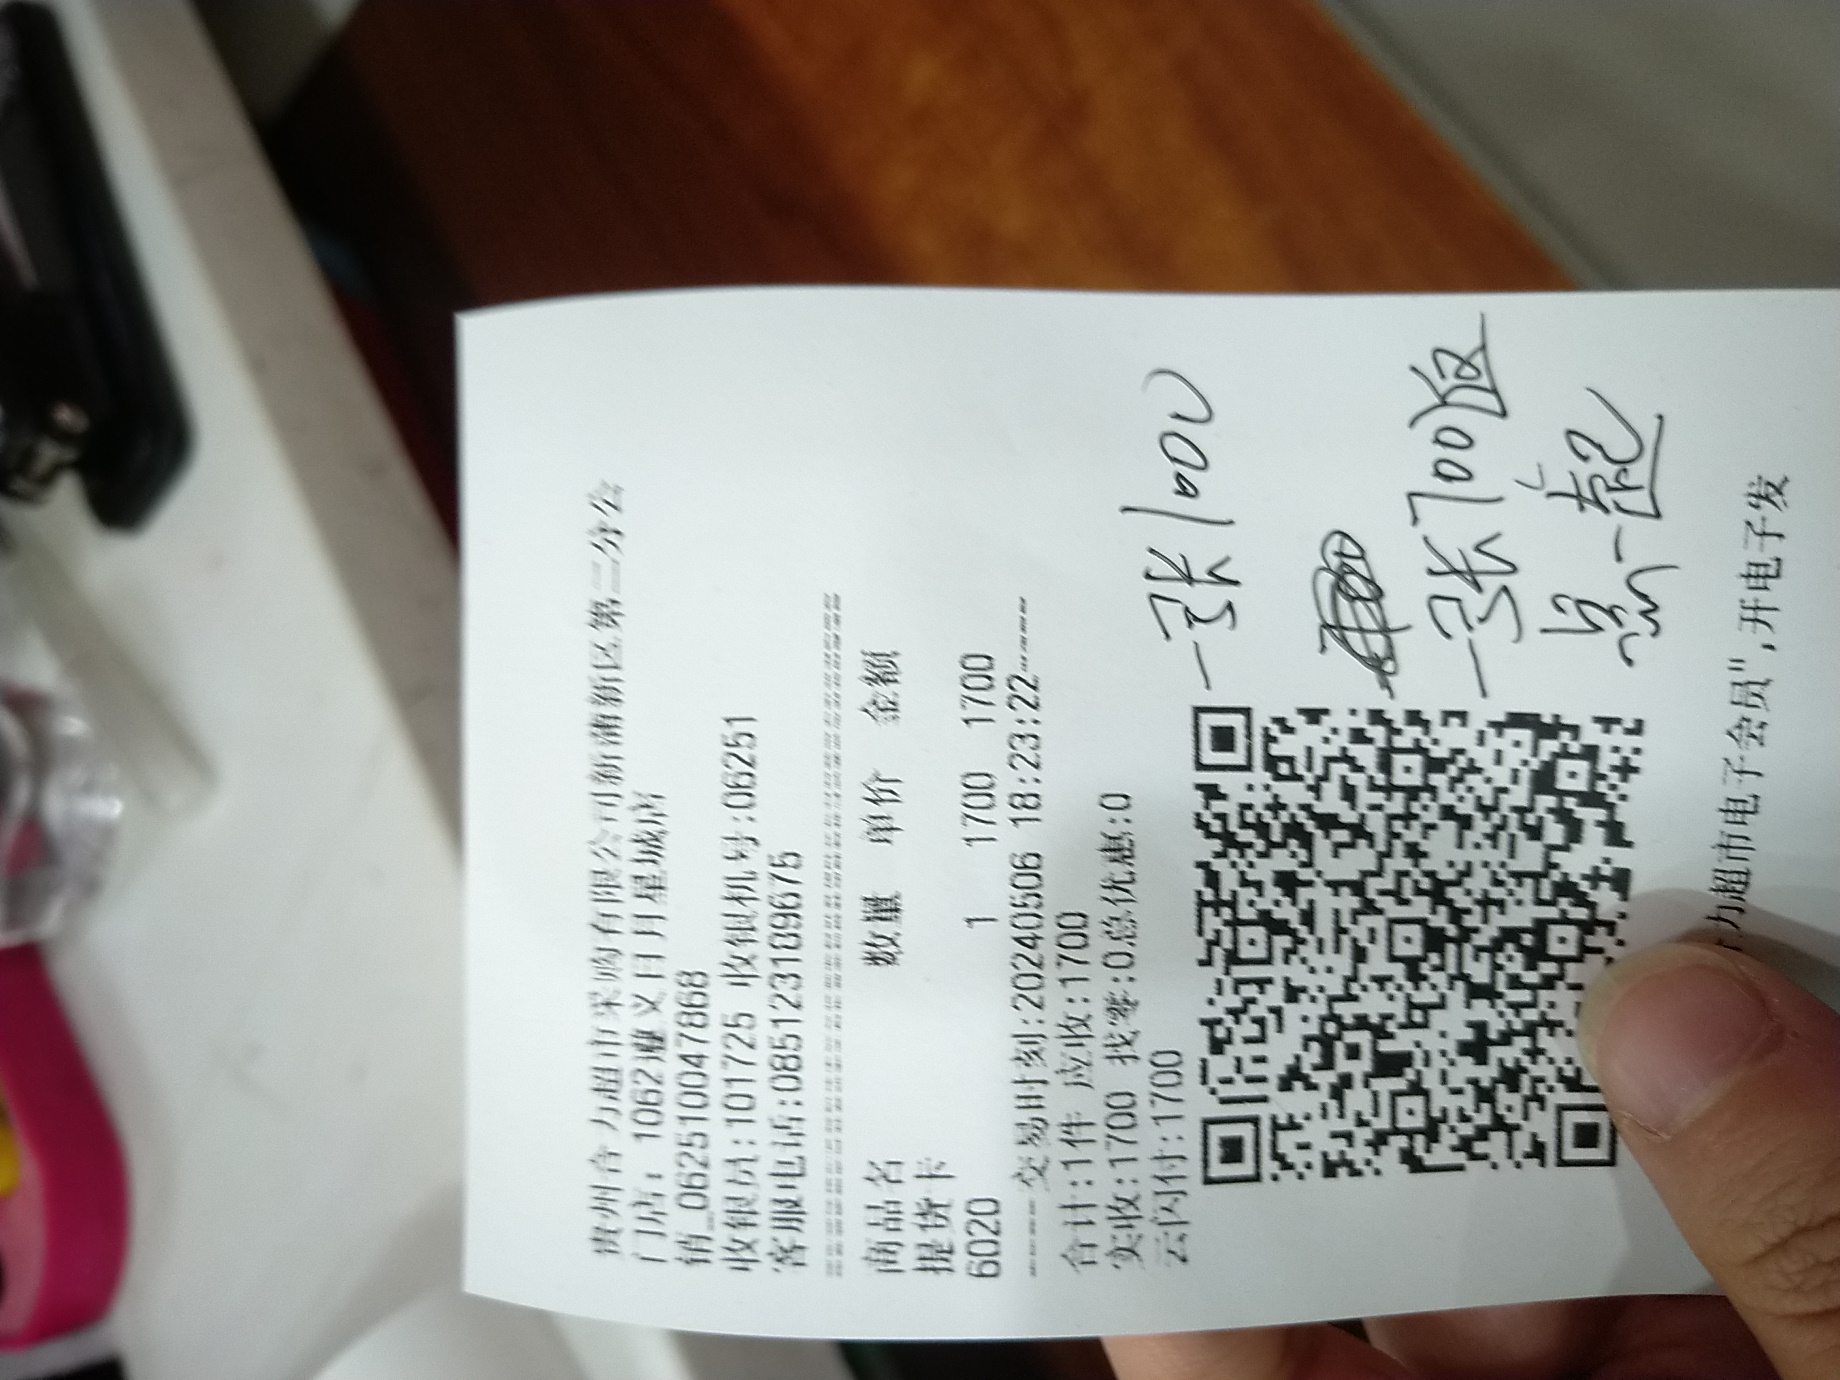 贵州合力超市采购有限公司新蒲新区第二分公
门店: 1062遵义日月星城店
销_062510047868
收银员:101725 收银机号:06251
客服电话:085123109675
商品名 数量 单价 金额
提货卡
6020 1 1700 1700
-----交易时刻:20240506 18:23:22-----
合计:1件 应收:1700
实收:1700 找零:0总优惠:0
云闪付:1700
一张1000
一张700返
点一起
力超市电子会员",开电子发